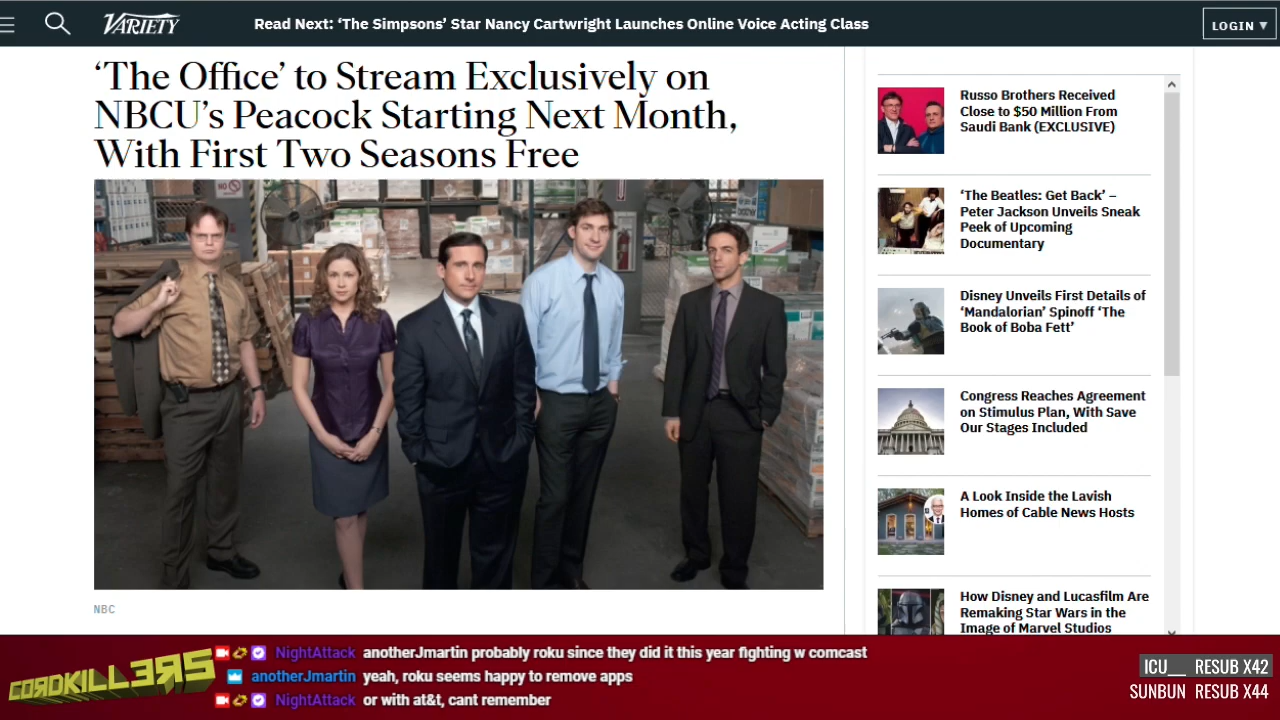 VARIETY
Read Next: ‘The Simpsons’ Star Nancy Cartwright Launches Online Voice Acting Class
LOGIN ▼
‘The Office’ to Stream Exclusively on
NBCU’s Peacock Starting Next Month,
With First Two Seasons Free
NO
NBC
Russo Brothers Received
Close to $50 Million From
Saudi Bank (EXCLUSIVE)
‘The Beatles: Get Back’ –
Peter Jackson Unveils Sneak
Peek of Upcoming
Documentary
Disney Unveils First Details of
‘Mandalorian’ Spinoff ‘The
Book of Boba Fett’
Congress Reaches Agreement
on Stimulus Plan, With Save
Our Stages Included
A Look Inside the Lavish
Homes of Cable News Hosts
How Disney and Lucasfilm Are
Remaking Star Wars in the
Image of Marvel Studios
CORDKILL3RS
NightAttack anotherJmartin probably roku since they did it this year fighting w comcast
anotherJmartin yeah, roku seems happy to remove apps
NightAttack or with at&t, cant remember
ICU__ RESUB X42
SUNBUN RESUB X44